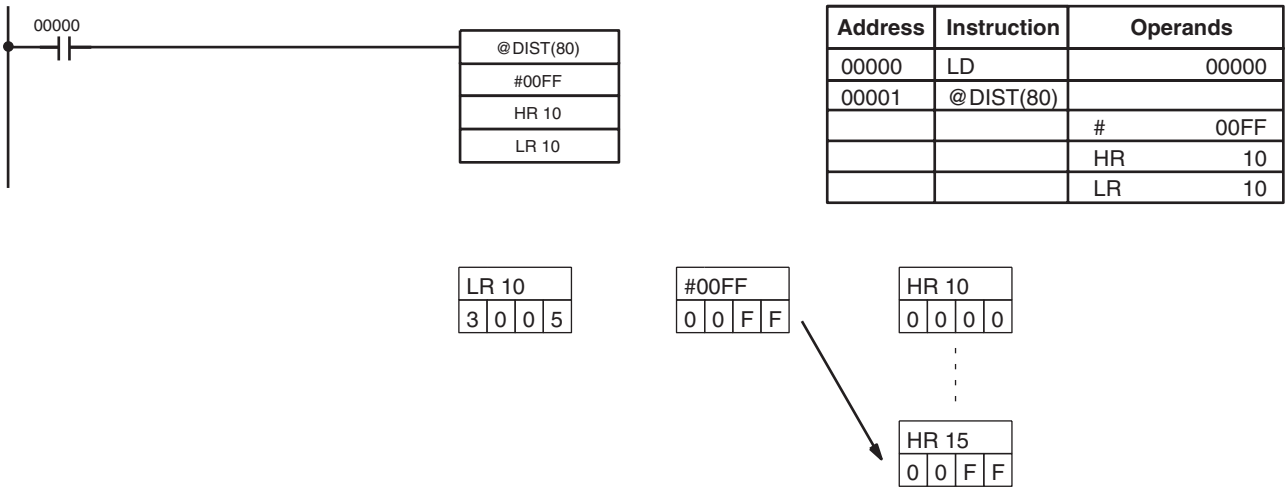 00000
@DIST(80)
#00FF
HR 10
LR 10
Address Instruction Operands
00000 LD 00000
00001 @DIST(80)
# 00FF
HR 10
LR 10
LR 10
3 0 0 5
#00FF
0 0 F F
HR 10
0 0 0 0
HR 15
0 0 F F